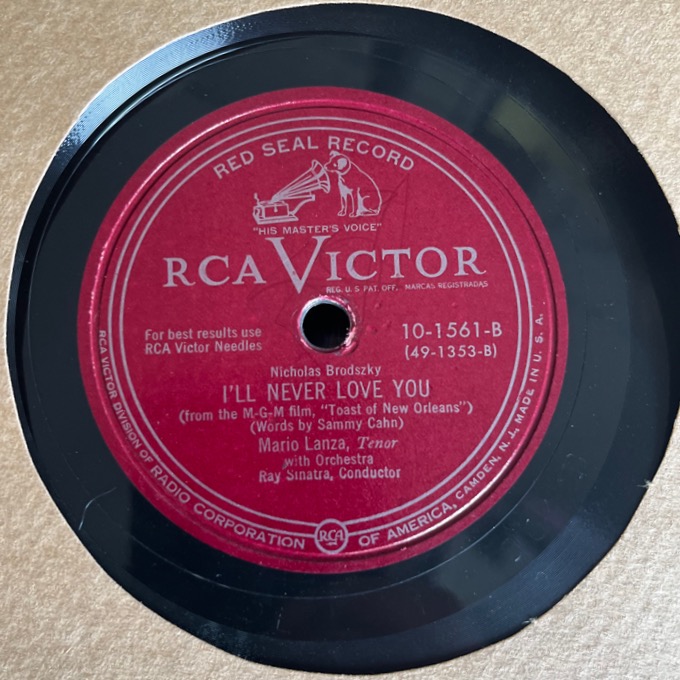 RED SEAL RECORD
"HIS MASTER'S VOICE"
RCA VICTOR
REG. U.S. PAT. OFF. MARCAS REGISTRADAS
For best results use
RCA Victor Needles
10-1561-B
(49-1353-B)
Nicholas Brodszky
I'LL NEVER LOVE YOU
(from the M-G-M film, "Toast of New Orleans")
(Words by Sammy Cahn)
Mario Lanza, Tenor
with Orchestra
Ray Sinatra, Conductor
RCA VICTOR DIVISION OF RADIO CORPORATION OF AMERICA, CAMDEN, N.J., MADE IN U.S.A.
RCA